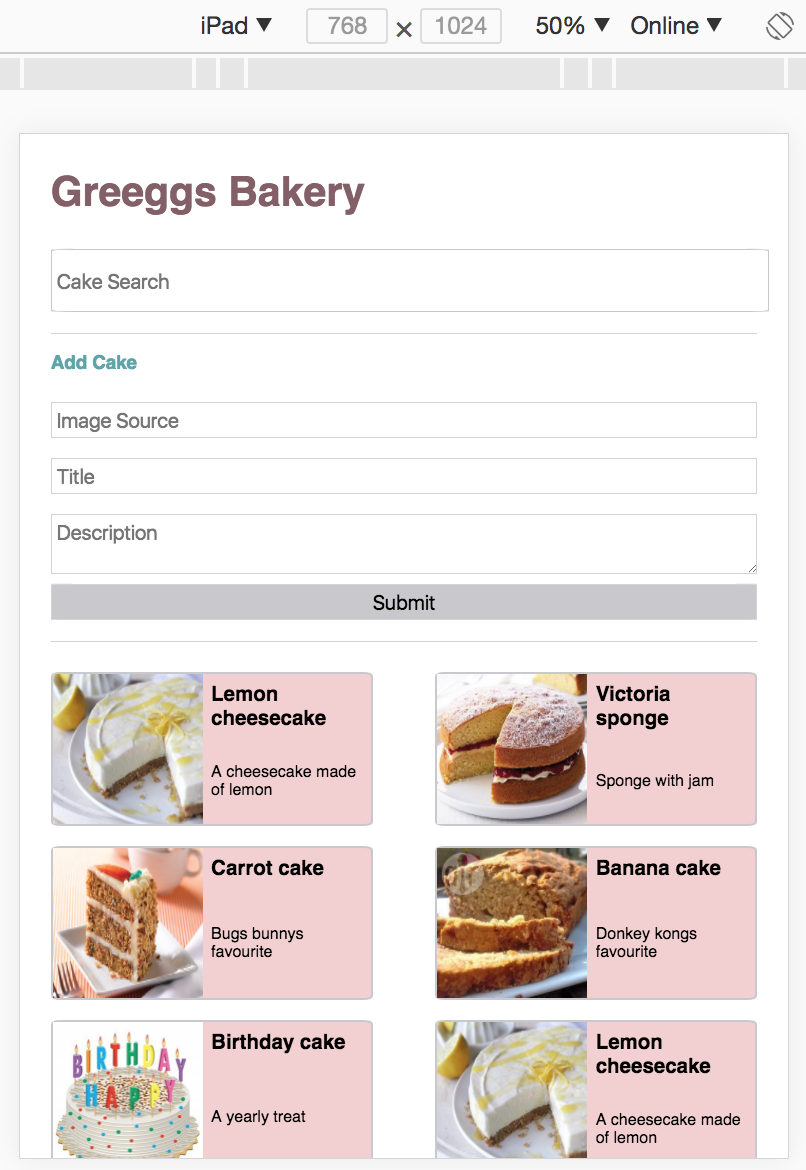 iPad ▼ 768 × 1024 50% ▼ Online ▼
Greeggs Bakery
Cake Search
Add Cake
Image Source
Title
Description
Submit
Lemon
cheesecake
A cheesecake made
of lemon
Victoria
sponge
Sponge with jam
Carrot cake
Bugs bunnys
favourite
Banana cake
Donkey kongs
favourite
BIRTHDAY
HAPPY
Birthday cake
A yearly treat
Lemon
cheesecake
A cheesecake made
of lemon